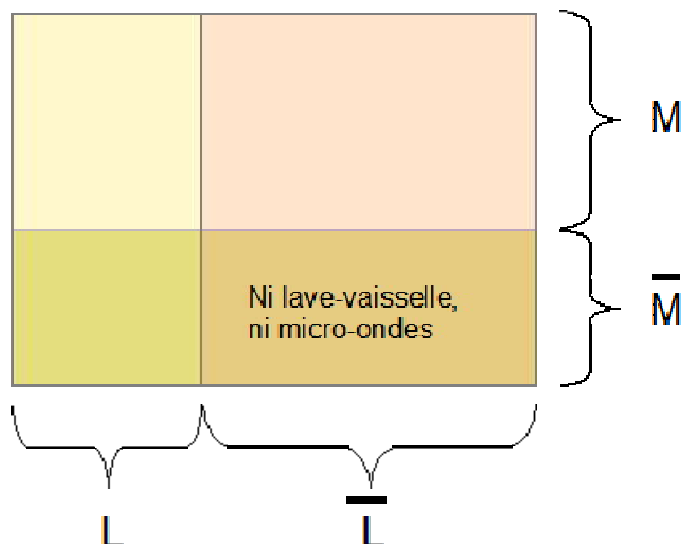 M
Ni lave-vaisselle,
ni micro-ondes
M̅
L
L̅